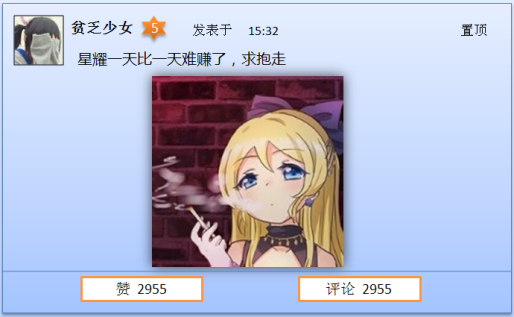 贫乏少女 5 发表于 15:32 置顶
星耀一天比一天难赚了，求抱走
赞 2955 评论 2955